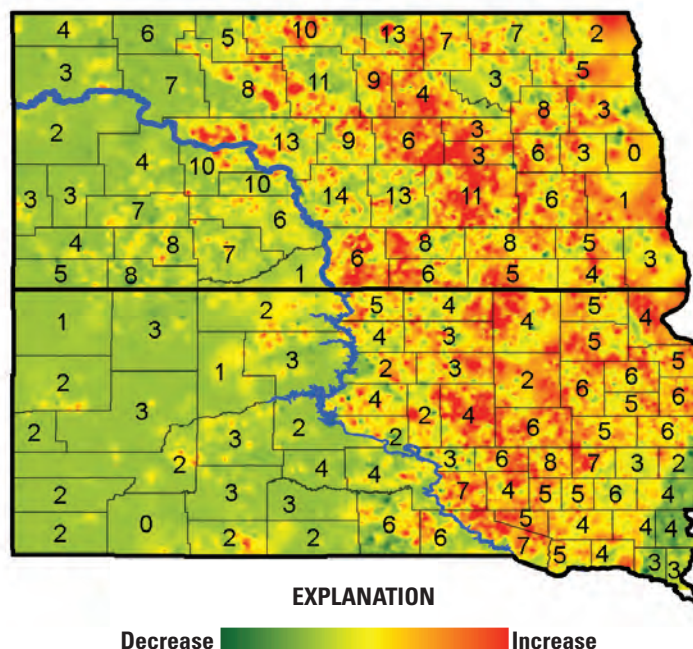 4 6 5 10 13 7 7 2
3 7 8 11 9 4 3 8 5 3
2 4 10 13 9 6 3 3 6 3 0
3 3 7 10 6 14 13 11 6 1
4 8 7 1 6 8 8 5 3
5 8 6 5 4
1 3 2 5 4 4 5 4
2 1 3 4 3 5 5
2 3 2 3 2 6 6 5 6
2 3 2 4 2 4 6 5 6
2 2 4 4 3 6 8 7 3 2
2 3 3 7 4 5 5 6 4
2 0 2 2 6 6 5 4 4 4
7 5 4 3 3
EXPLANATION
Decrease Increase